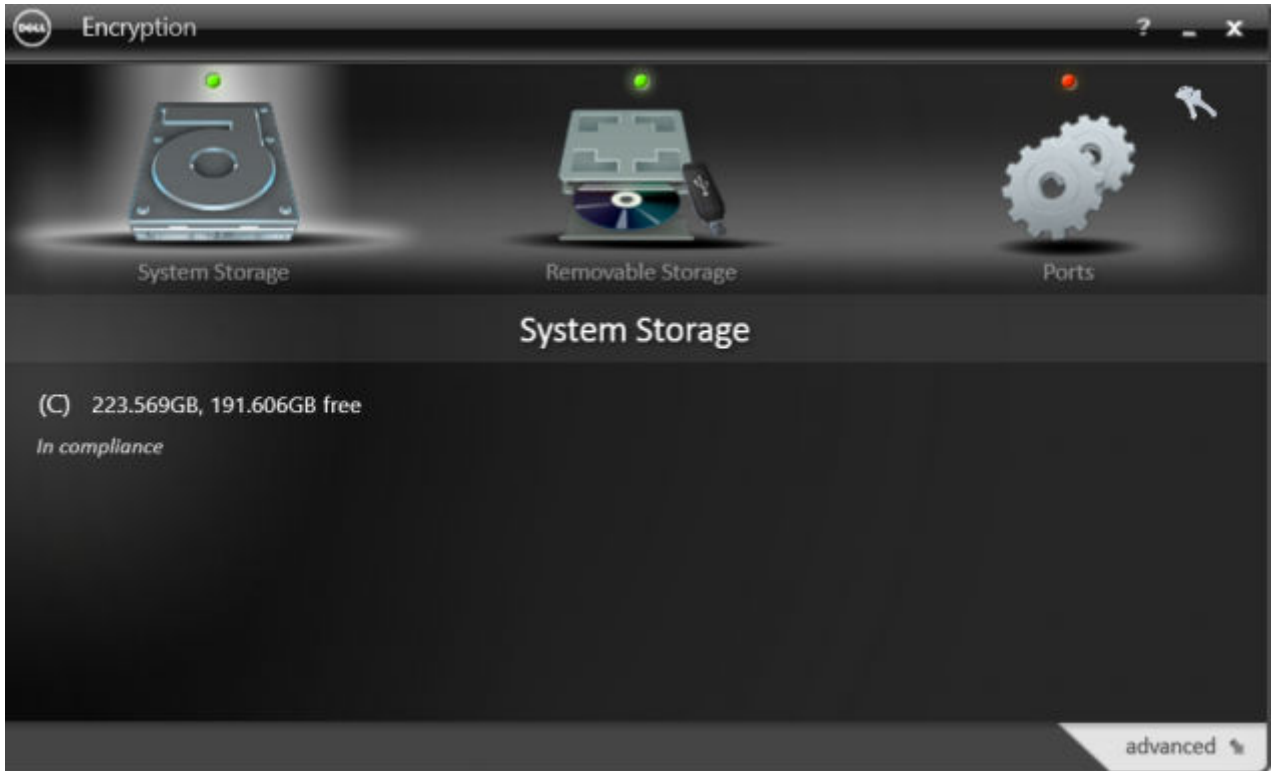 DELL Encryption ? - x
System Storage Removable Storage Ports
System Storage
(C) 223.569GB, 191.606GB free
In compliance
advanced